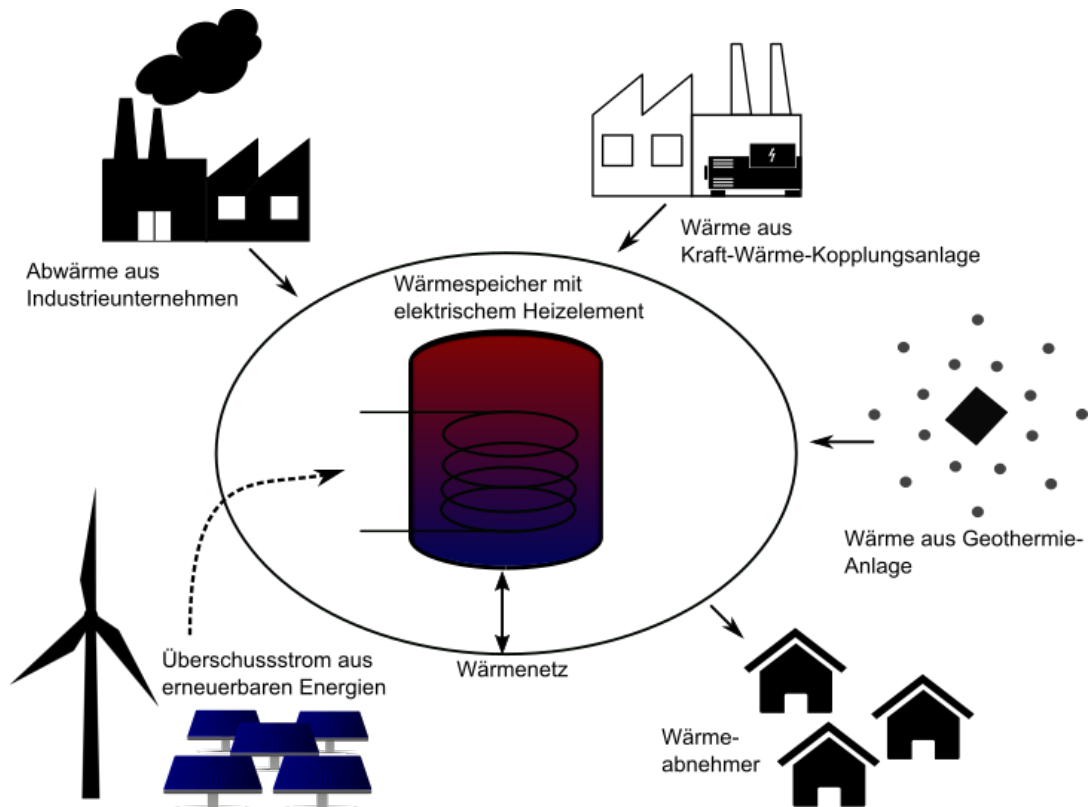 Abwärme aus
Industrieunternehmen
Wärme aus
Kraft-Wärme-Kopplungsanlage
Wärmespeicher mit
elektrischem Heizelement
Wärme aus Geothermie-
Anlage
Überschussstrom aus
erneuerbaren Energien
Wärmenetz
Wärme-
abnehmer